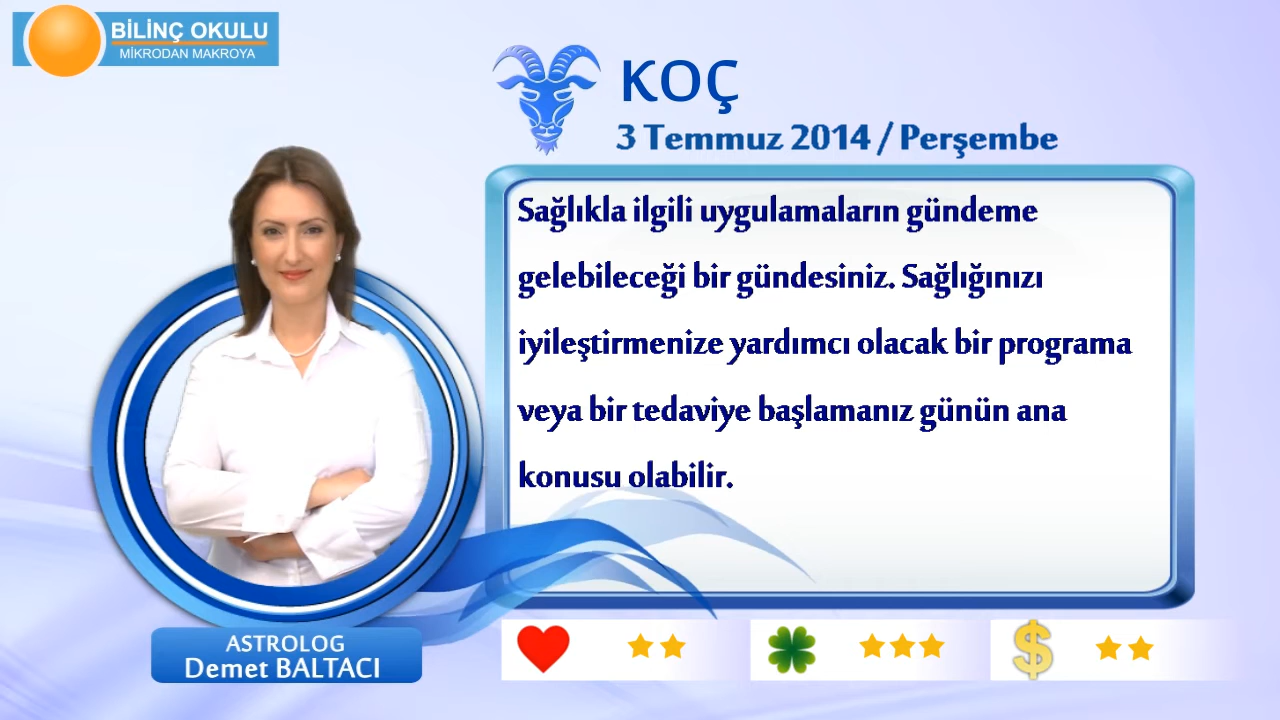 BİLİNÇ OKULU
MİKRODAN MAKROYA
KOÇ
3 Temmuz 2014 / Perşembe
Sağlıkla ilgili uygulamaların gündeme
gelebileceği bir gündesiniz. Sağlığınızı
iyileştirmenize yardımcı olacak bir programa
veya bir tedaviye başlamanız günün ana
konusu olabilir.
ASTROLOG
Demet BALTACI
$